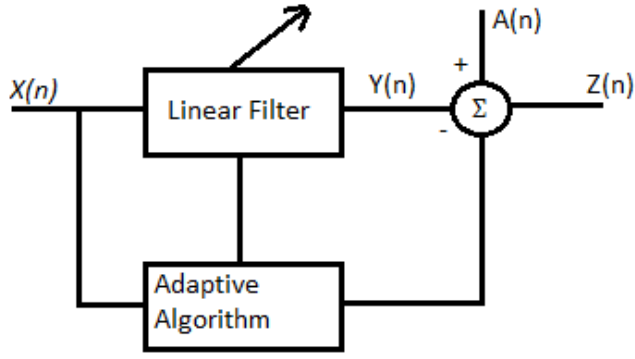 A(n)
+
X(n)
Linear Filter
Y(n)
Σ
Z(n)
-
Adaptive
Algorithm